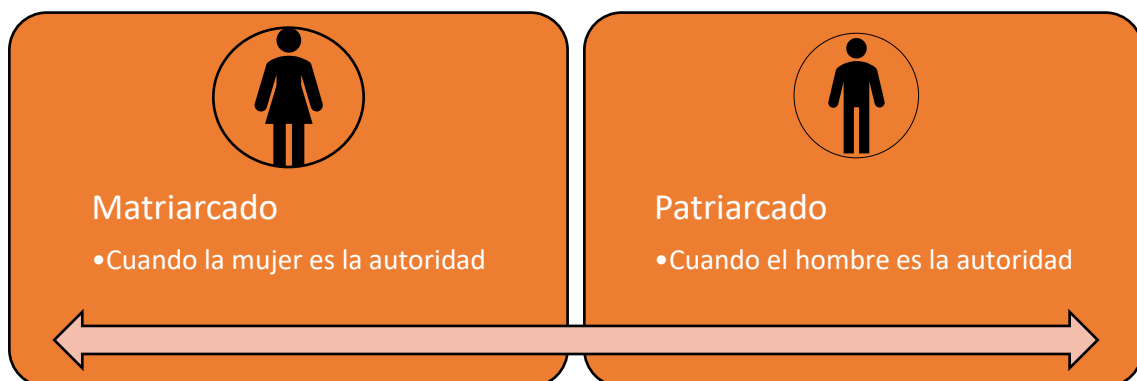 Matriarcado
•Cuando la mujer es la autoridad
Patriarcado
•Cuando el hombre es la autoridad